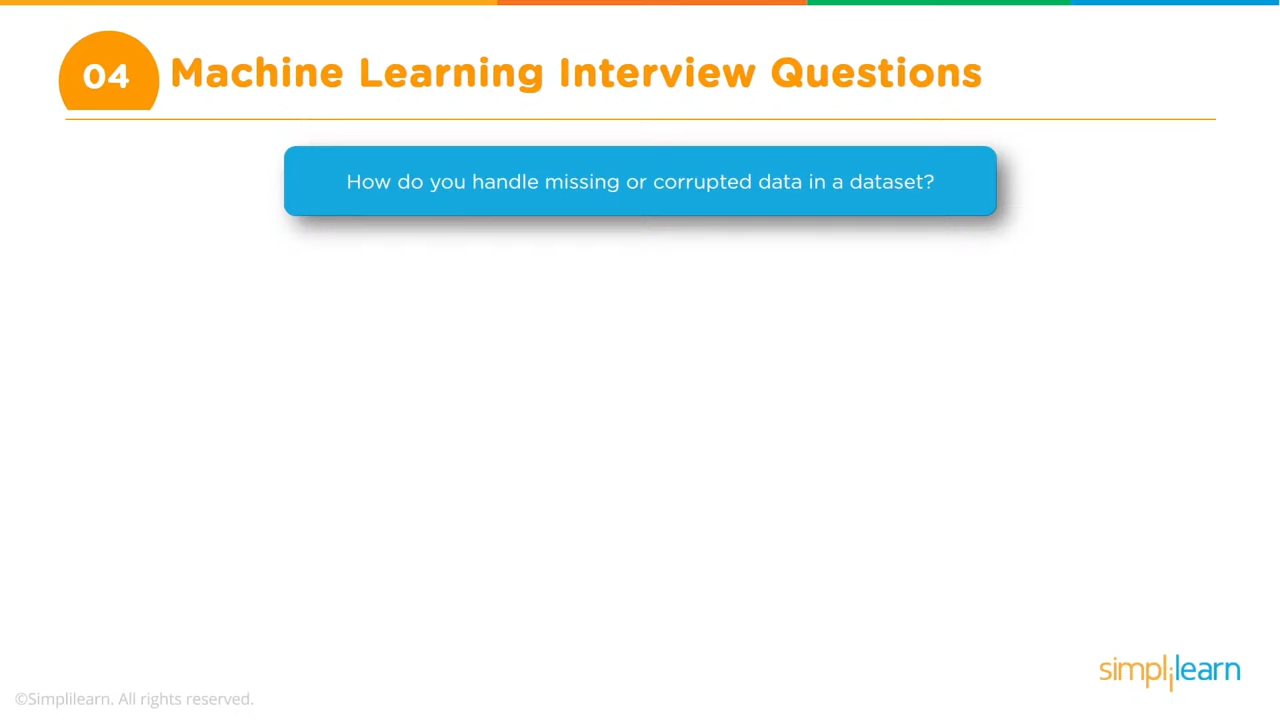 04
Machine Learning Interview Questions
How do you handle missing or corrupted data in a dataset?
simplilearn
©Simplilearn. All rights reserved.